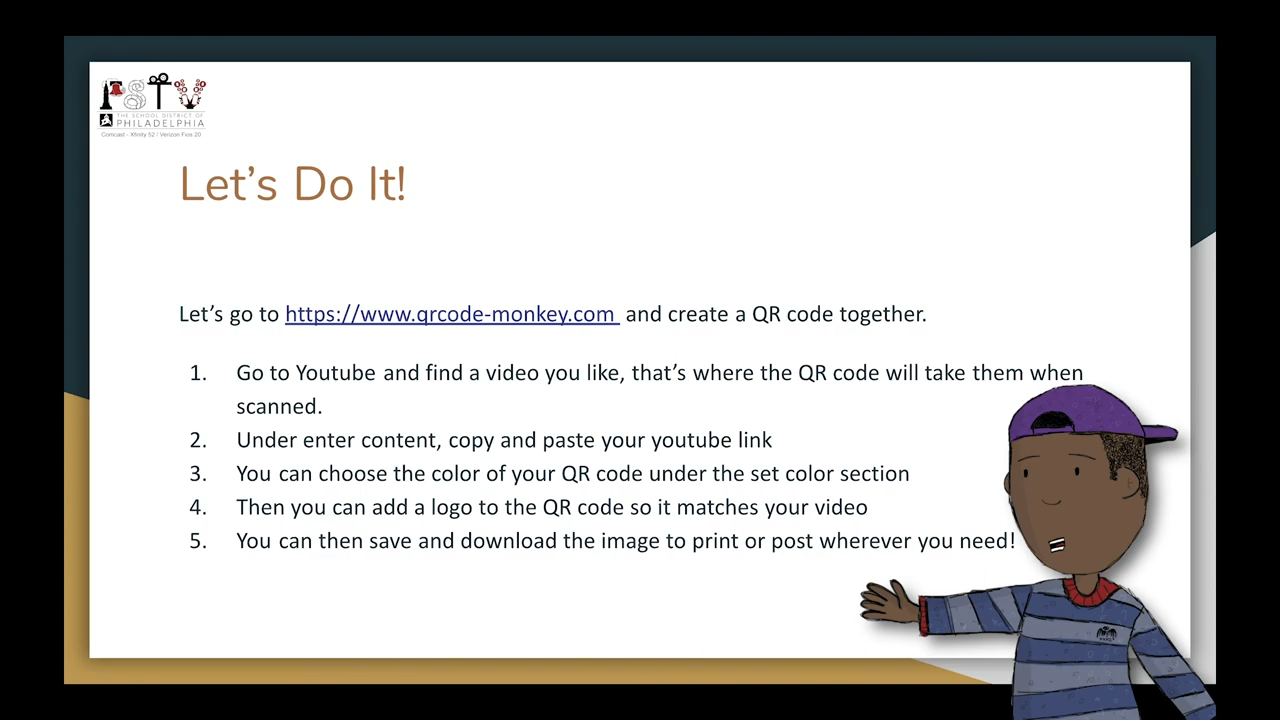 PSTV
THE SCHOOL DISTRICT OF
PHILADELPHIA
Comcast - Xfinity 52 / Verizon Fios 20
Let's Do It!
Let's go to https://www.qrcode-monkey.com and create a QR code together.
1. Go to Youtube and find a video you like, that's where the QR code will take them when
scanned.
2. Under enter content, copy and paste your youtube link
3. You can choose the color of your QR code under the set color section
4. Then you can add a logo to the QR code so it matches your video
5. You can then save and download the image to print or post wherever you need!